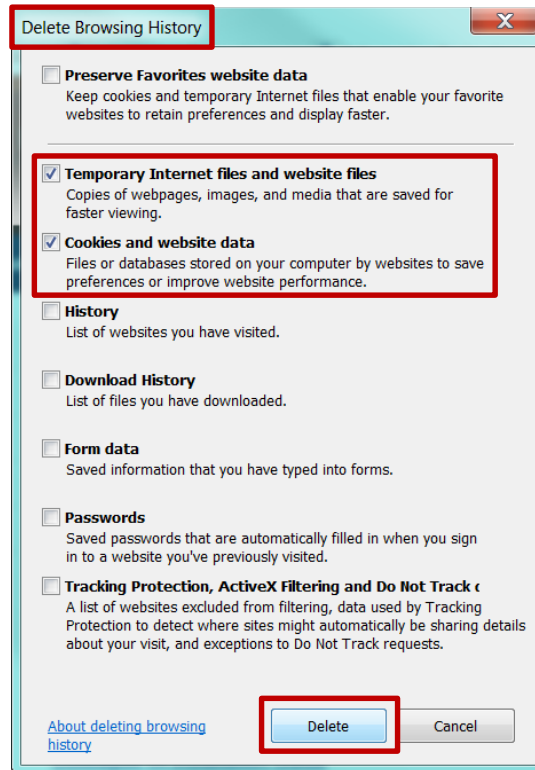 Delete Browsing History
Preserve Favorites website data
Keep cookies and temporary Internet files that enable your favorite
websites to retain preferences and display faster.
Temporary Internet files and website files
Copies of webpages, images, and media that are saved for
faster viewing.
Cookies and website data
Files or databases stored on your computer by websites to save
preferences or improve website performance.
History
List of websites you have visited.
Download History
List of files you have downloaded.
Form data
Saved information that you have typed into forms.
Passwords
Saved passwords that are automatically filled in when you sign
in to a website you've previously visited.
Tracking Protection, ActiveX Filtering and Do Not Track
A list of websites excluded from filtering, data used by Tracking
Protection to detect where sites might automatically be sharing details
about your visit, and exceptions to Do Not Track requests.
About deleting browsing
history
Delete
Cancel